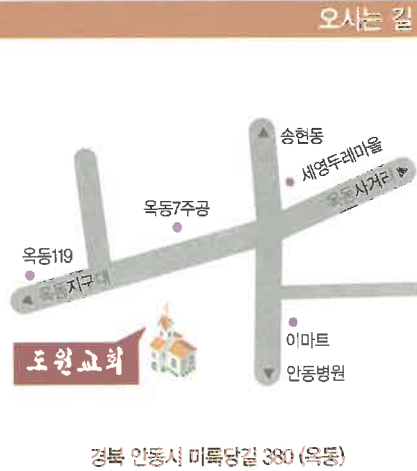 오시는 길
송현동
세영두레마을
옥동사거리
옥동7주공
옥동119
옥동지구대
이마트
도원교회
안동병원
경북 안동시 미륵당길 380 (옥동)